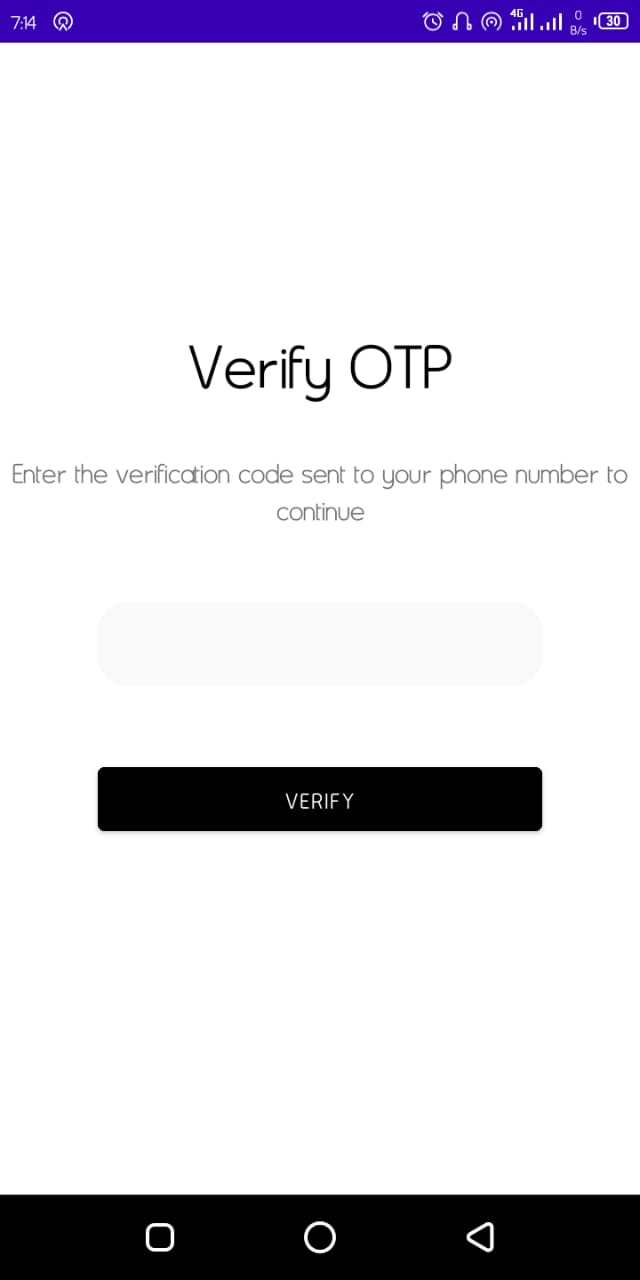 7:14 4G 0 B/s 30
Verify OTP
Enter the verification code sent to your phone number to
continue
VERIFY